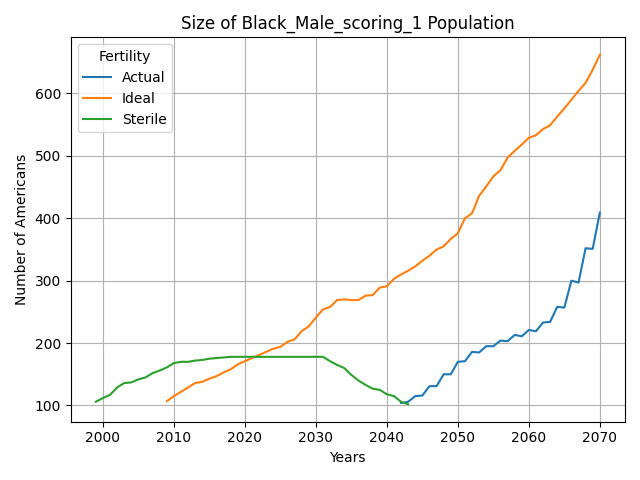 Size of Black_Male_scoring_1 Population
Fertility
Actual
Ideal
Sterile
Number of Americans
600
500
400
300
200
100
2000 2010 2020 2030 2040 2050 2060 2070
Years